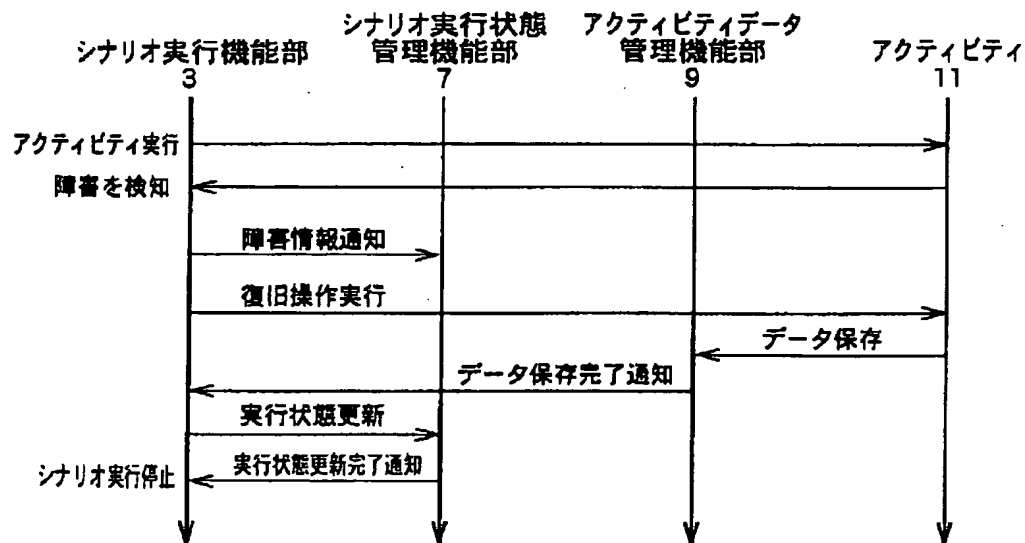 シナリオ実行機能部
3
シナリオ実行状態
管理機能部
7
アクティビティデータ
管理機能部
9
アクティビティ
11
アクティビティ実行
障害を検知
障害情報通知
復旧操作実行
データ保存
データ保存完了通知
実行状態更新
実行状態更新完了通知
シナリオ実行停止